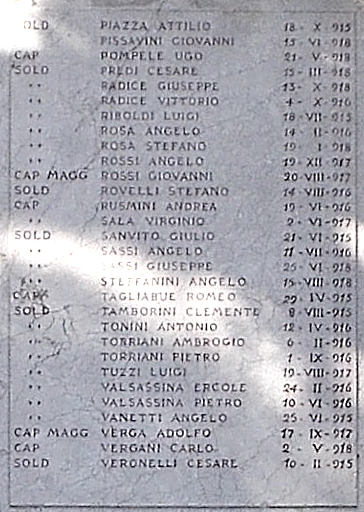 SOLD PIAZZA ATTILIO 18 - X - 915
'' PISSAVINI GIOVANNI 15 - VI - 918
CAP POMPELE UGO 21 - V - 918
SOLD PREDI CESARE 15 - III - 918
'' RADICE GIUSEPPE 13 - X - 918
'' RADICE VITTORIO 4 - X - 916
'' RIBOLDI LUIGI 18 - VII - 915
'' ROSA ANGELO 14 - II - 916
'' ROSA STEFANO 19 - I - 918
'' ROSSI ANGELO 19 - XII - 917
CAP MAGG ROSSI GIOVANNI 20 - VIII - 917
SOLD ROVELLI STEFANO 14 - VIII - 916
CAP RUSMINI ANDREA 19 - VI - 916
'' SALA VIRGINIO 2 - VI - 917
SOLD SANVITO GIULIO 21 - VI - 915
'' SASSI ANGELO 11 - VII - 916
'' SASSI GIUSEPPE 25 - VI - 918
'' STEFFANINI ANGELO 15 - VIII - 918
CAP TAGLIABUE ROMEO 29 - IV - 915
SOLD TAMBORINI CLEMENTE 8 - VIII - 915
'' TONINI ANTONIO 12 - IV - 916
'' TORRIANI AMBROGIO 6 - II - 916
'' TORRIANI PIETRO 1 - IX - 916
'' TUZZI LUIGI 19 - VIII - 917
'' VALSASSINA ERCOLE 24 - II - 916
'' VALSASSINA PIETRO 10 - VI - 916
'' VANETTI ANGELO 25 - VI - 915
CAP MAGG VERGA ADOLFO 17 - IX - 917
CAP VERGANI CARLO 2 - V - 918
SOLD VERONELLI CESARE 10 - II - 915